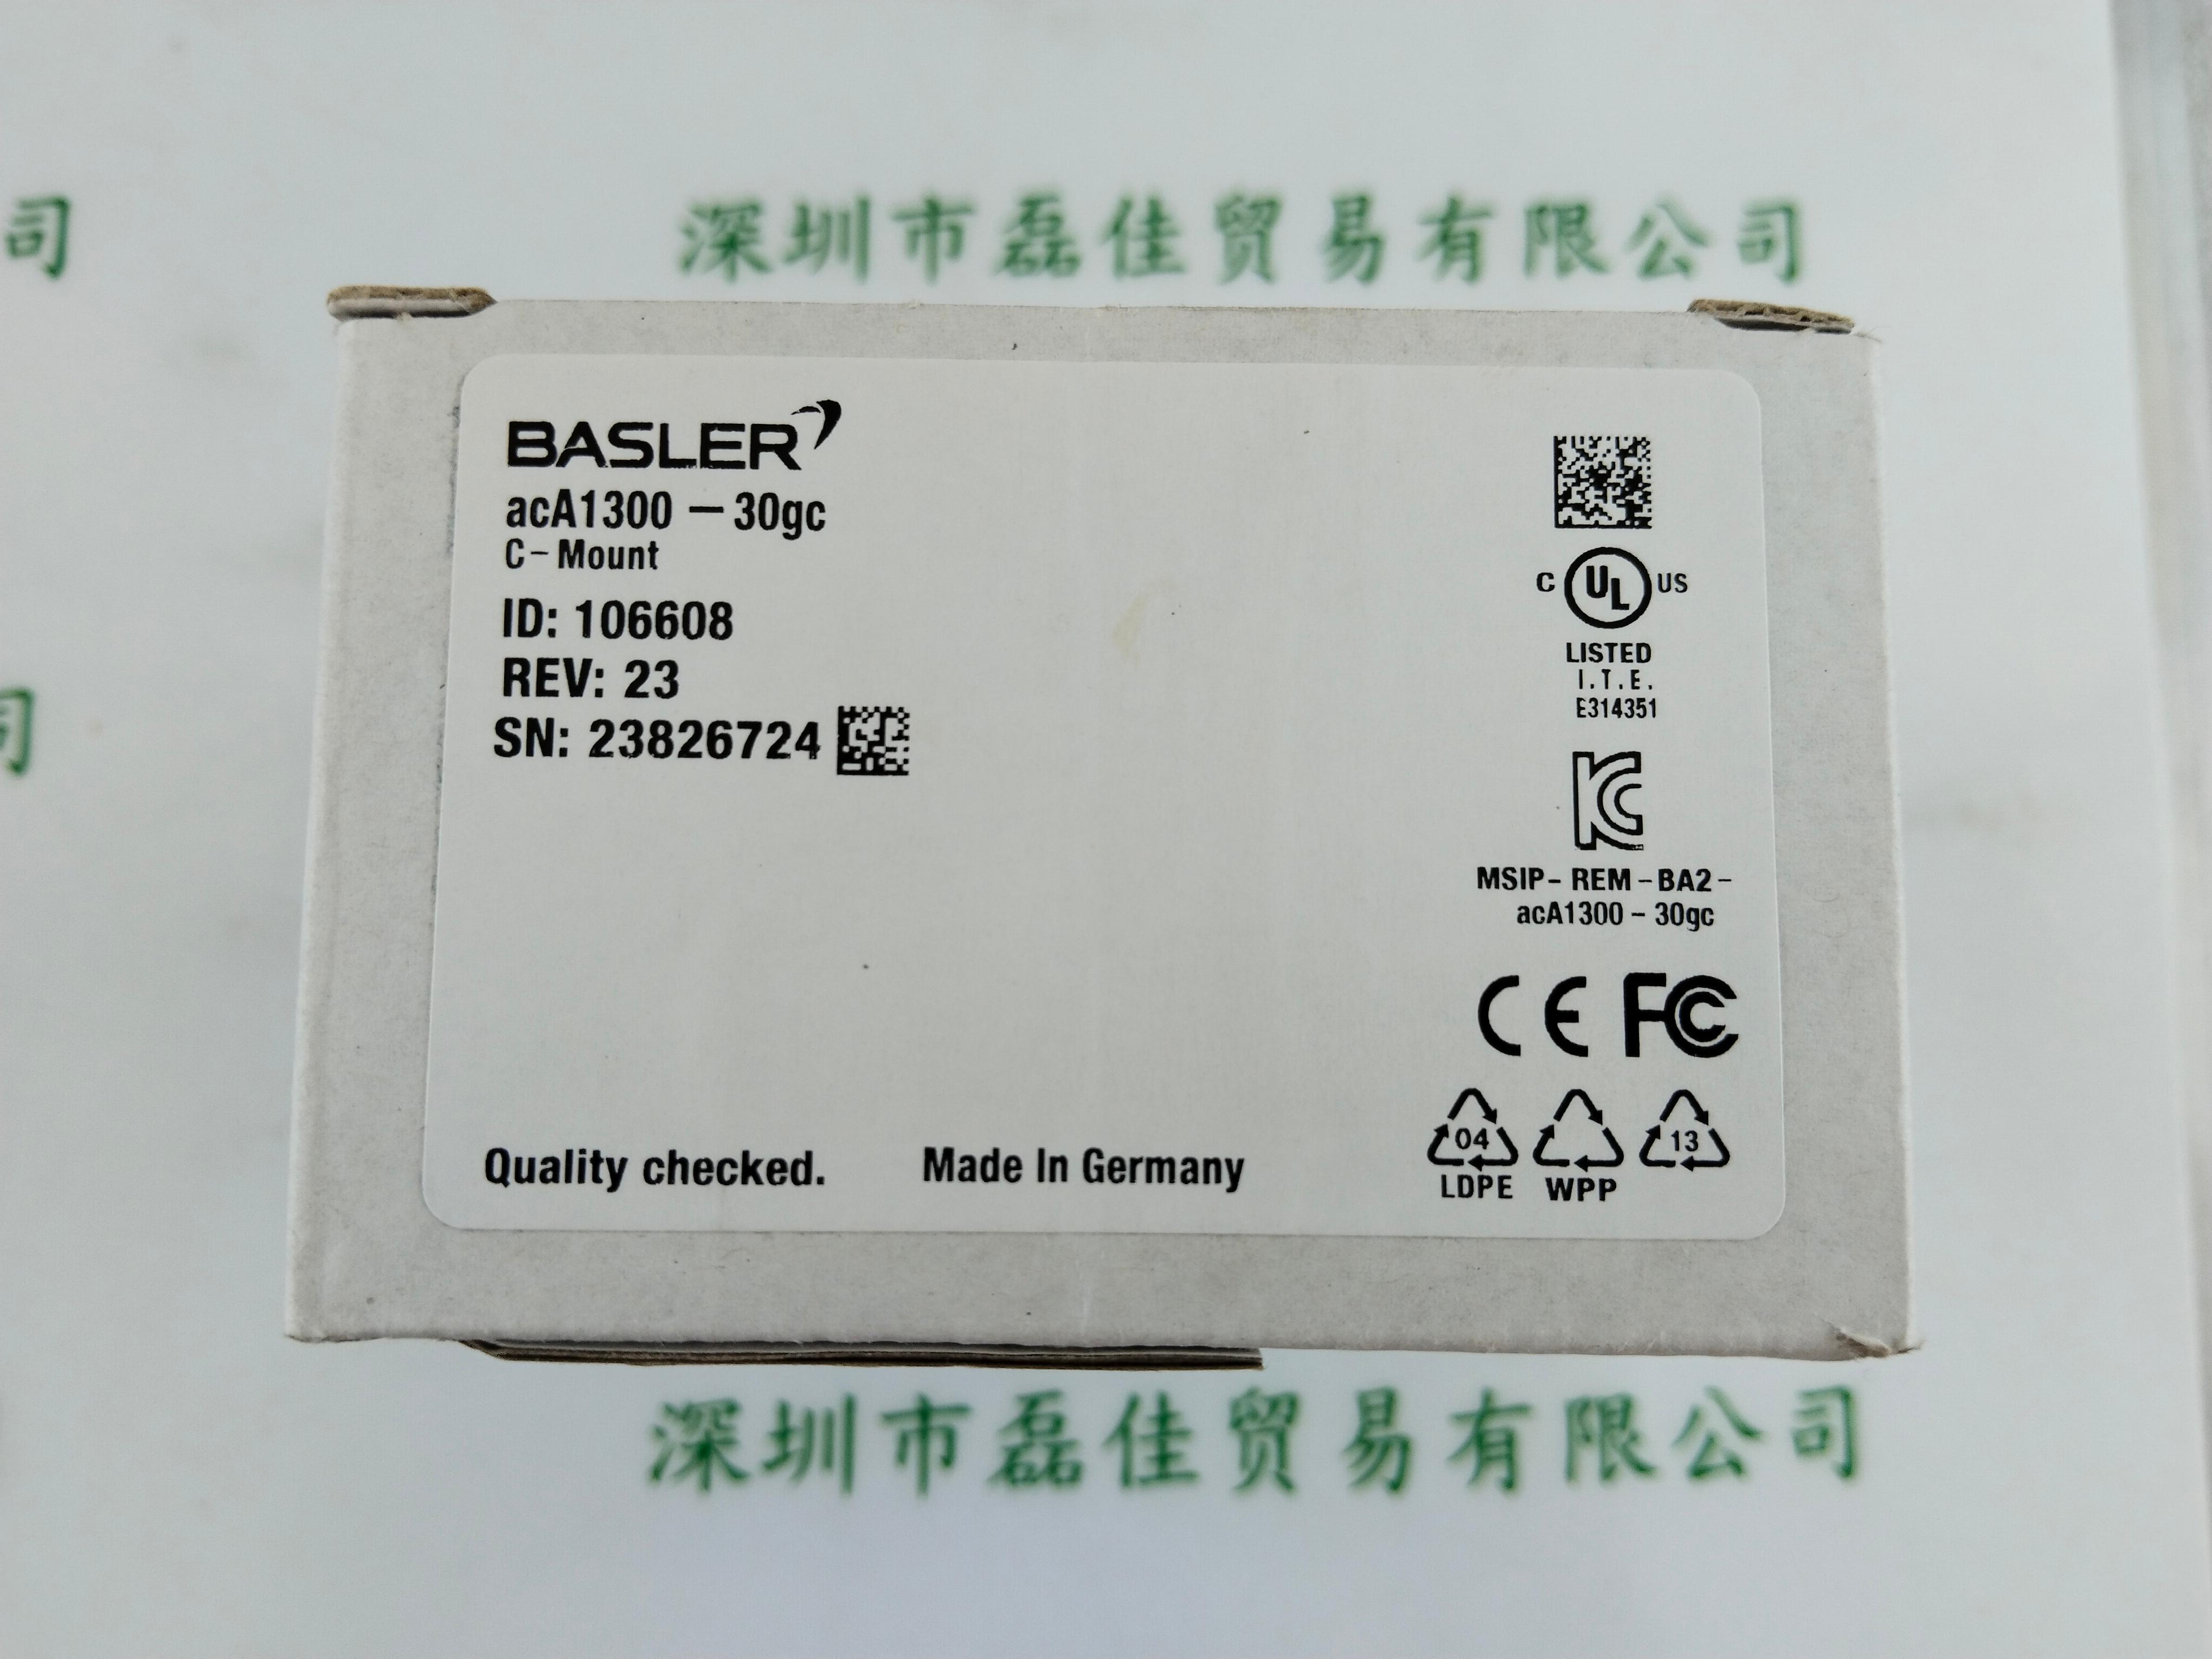 深圳市磊佳贸易有限公司
司
BASLER
acA1300-30gc
C-Mount
ID: 106608
REV: 23
SN: 23826724
C UL US
LISTED
I.T.E.
E314351
KC
MSIP-REM-BA2-
acA1300-30gc
CE FC
04
LDPE
WPP
13
Quality checked.
Made In Germany
司
深圳市磊佳贸易有限公司